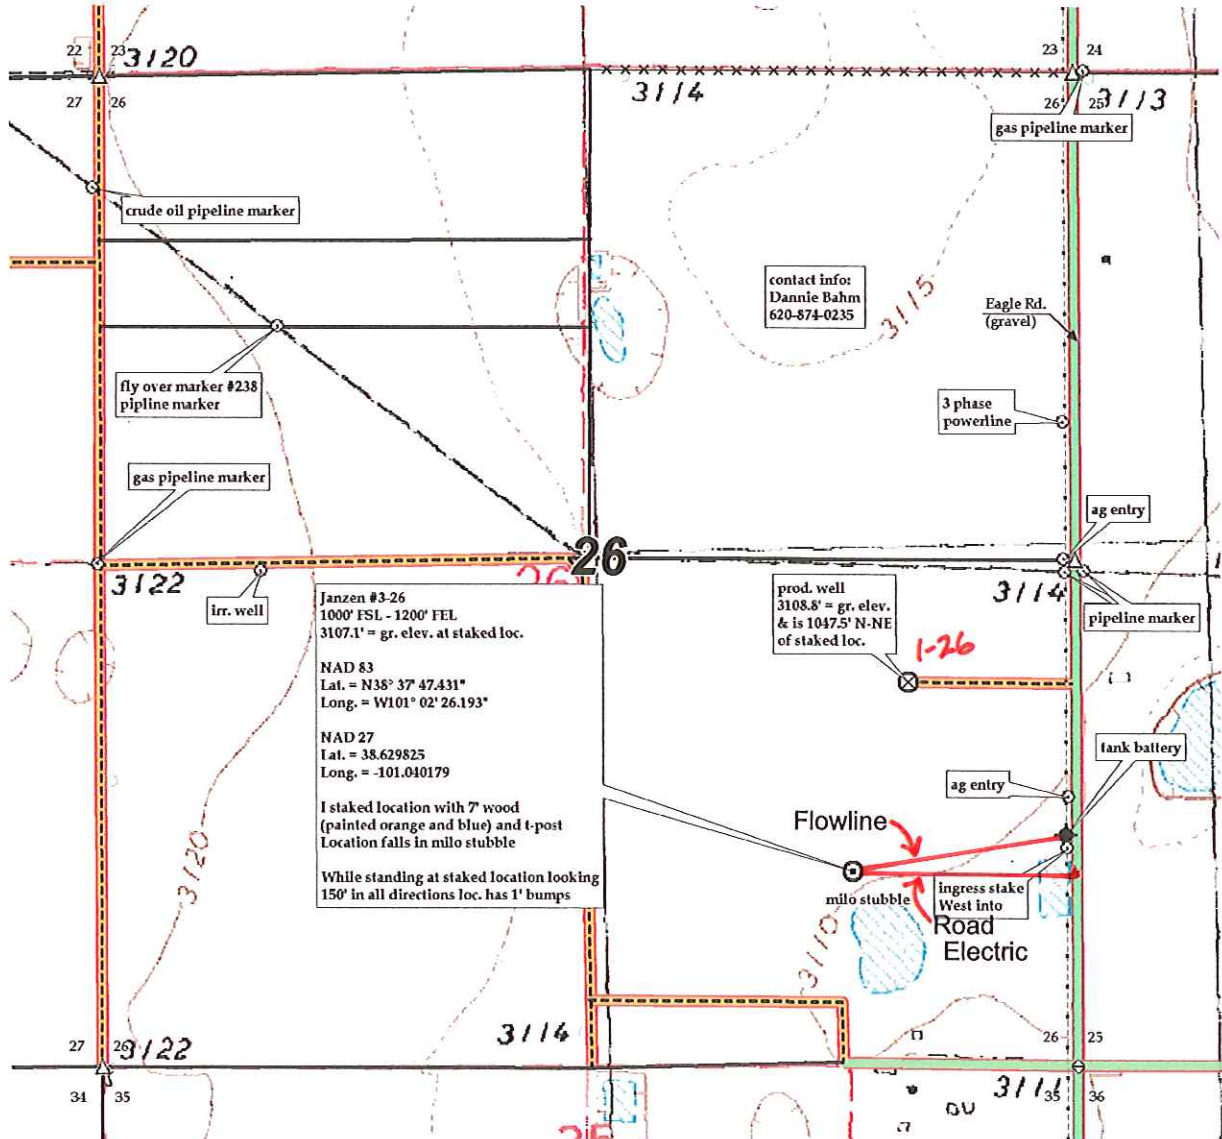 22
23
3120
23
24
27
26
3114
26
25
3113
gas pipeline marker
crude oil pipeline marker
contact info:
Dannie Bahm
620-874-0235
3115
Eagle Rd.
(gravel)
fly over marker #238
pipline marker
3 phase
powerline
gas pipeline marker
ag entry
26
26
3122
irr. well
3114
pipeline marker
prod. well
3108.8' = gr. elev.
& is 1047.5' N-NE
of staked loc.
1-26
Janzen #3-26
1000' FSL - 1200' FEL
3107.1' = gr. elev. at staked loc.
NAD 83
Lat. = N38° 37' 47.431"
Long. = W101° 02' 26.193"
NAD 27
Lat. = 38.629825
Long. = -101.040179
I staked location with 7' wood
(painted orange and blue) and t-post
Location falls in milo stubble
While standing at staked location looking
150' in all directions loc. has 1' bumps
tank battery
ag entry
Flowline
3120
milo stubble
ingress stake
West into
Road
Electric
3110
3114
27
26
3122
26
25
34
35
3111
35
36